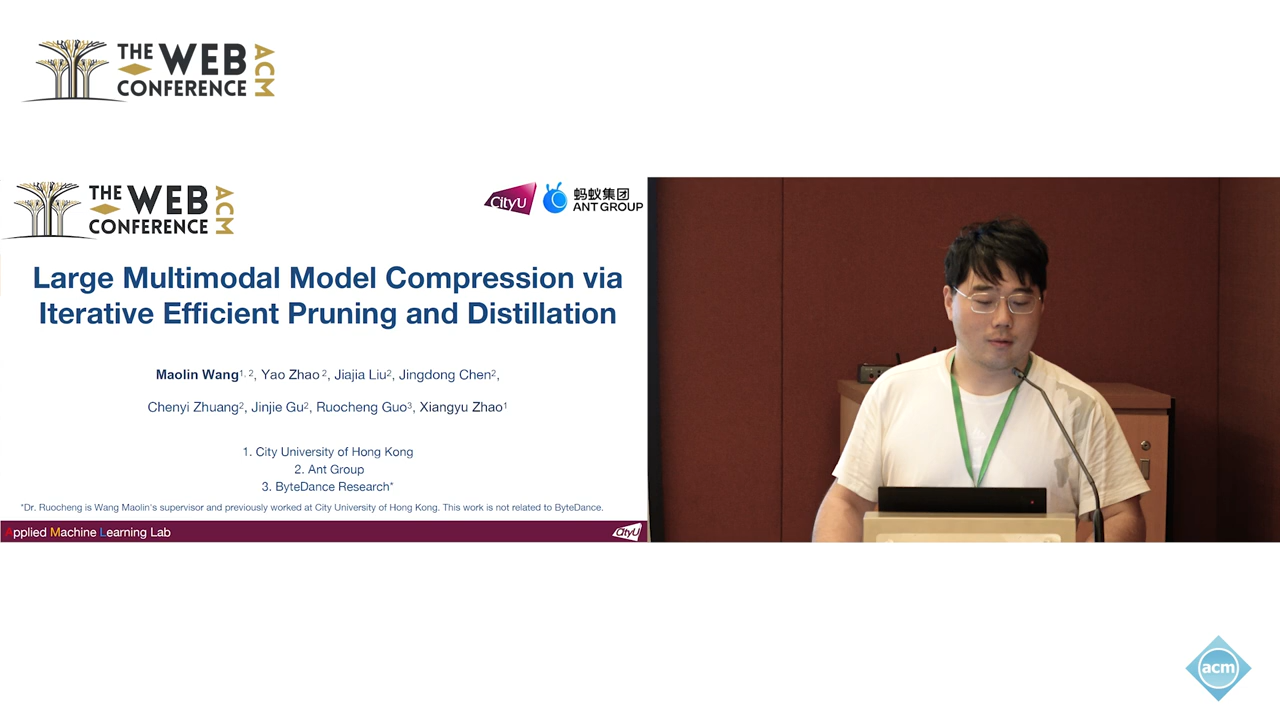 THE WEB CONFERENCE ACM
THE WEB CONFERENCE ACM
CityU
蚂蚁集团
ANT GROUP
Large Multimodal Model Compression via
Iterative Efficient Pruning and Distillation
Maolin Wang1, 2, Yao Zhao 2, Jiajia Liu2, Jingdong Chen2,
Chenyi Zhuang2, Jinjie Gu2, Ruocheng Guo3, Xiangyu Zhao1
1. City University of Hong Kong
2. Ant Group
3. ByteDance Research*
*Dr. Ruocheng is Wang Maolin's supervisor and previously worked at City University of Hong Kong. This work is not related to ByteDance.
Applied Machine Learning Lab
CityU
acm